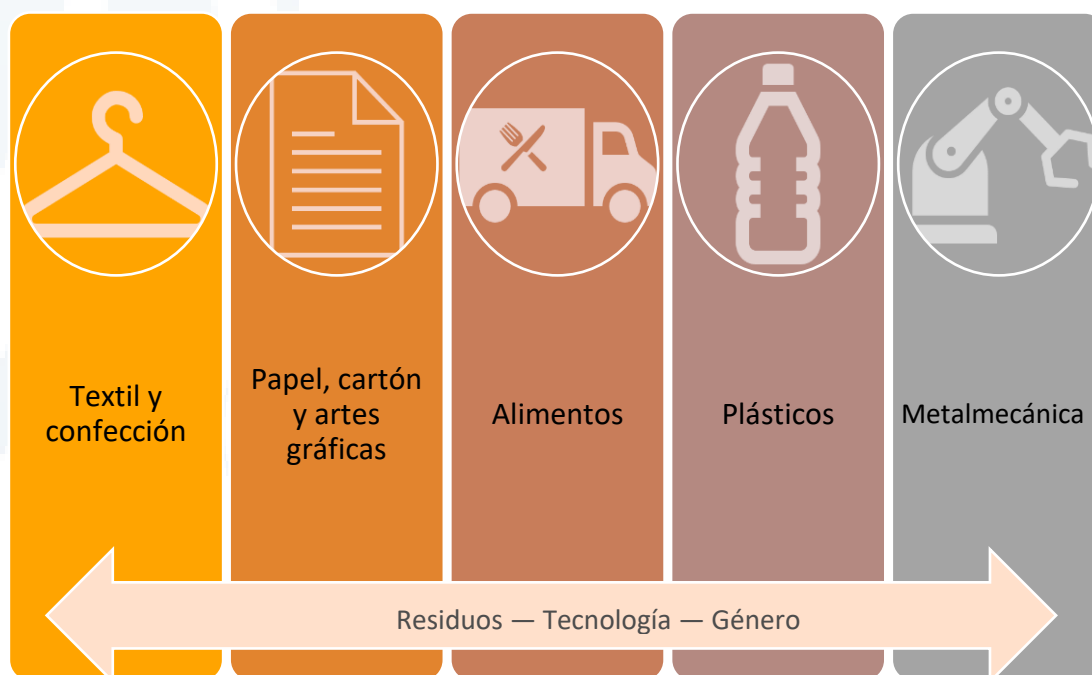 Textil y
confección
Papel, cartón
y artes
gráficas
Alimentos
Plásticos
Metalmecánica
Residuos — Tecnología — Género